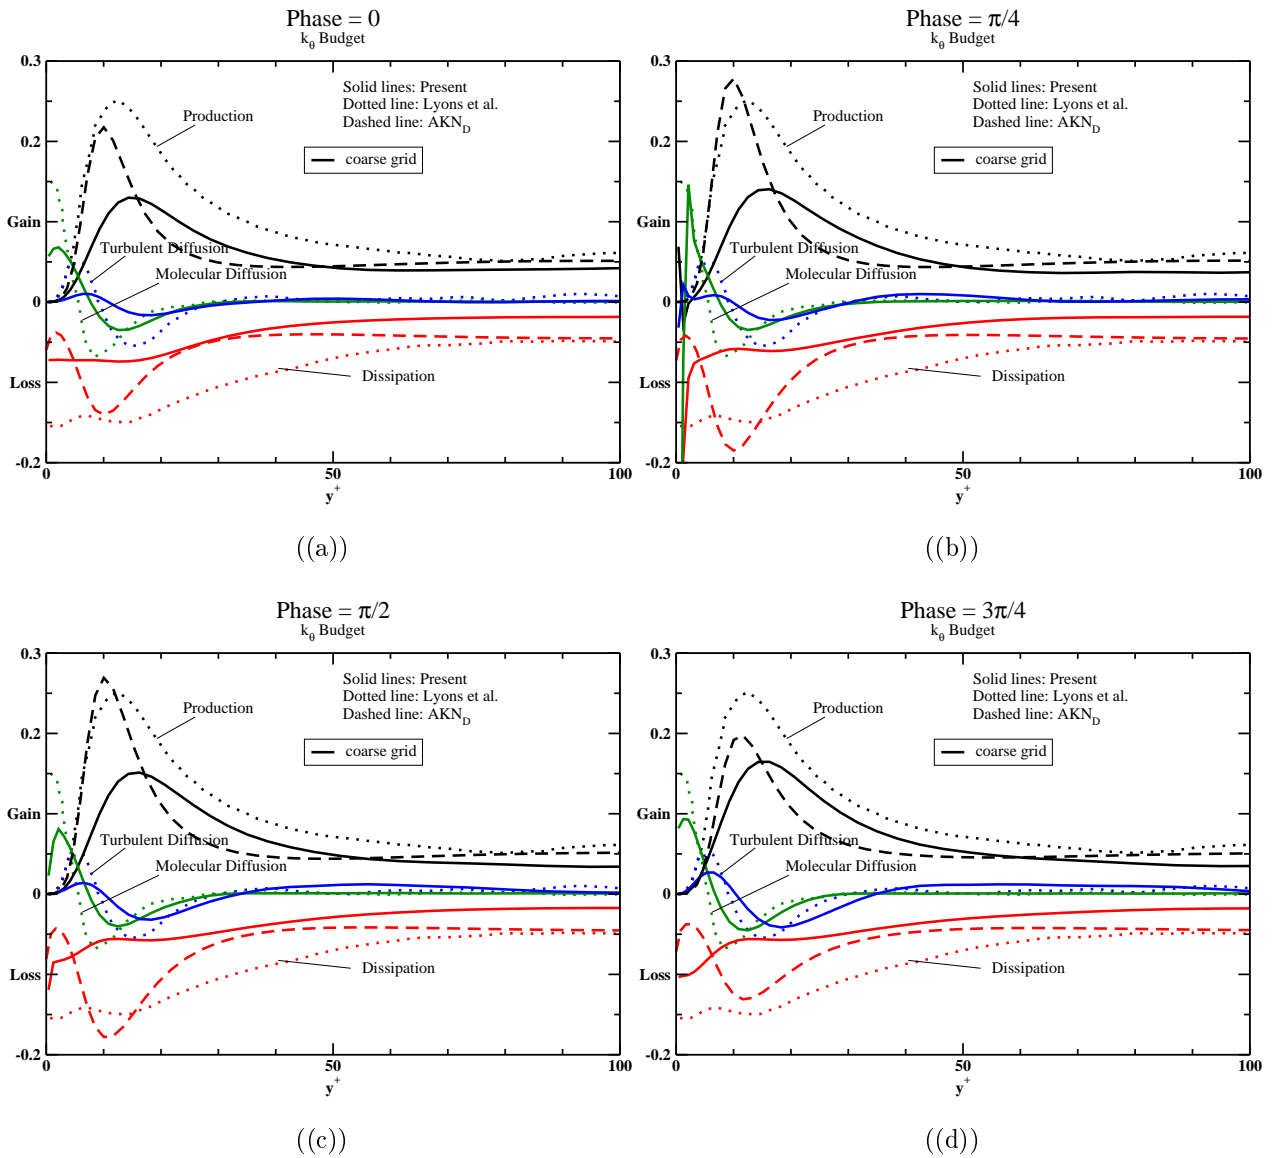 Phase = 0
kθ Budget
0.3
Solid lines: Present
Dotted line: Lyons et al.
Dashed line: AKND
Production
0.2
coarse grid
Gain
Turbulent Diffusion
Molecular Diffusion
0
Loss
Dissipation
-0.2
0
50
100
y+
((a))
Phase = π/4
kθ Budget
0.3
Solid lines: Present
Dotted line: Lyons et al.
Dashed line: AKND
Production
0.2
coarse grid
Gain
Turbulent Diffusion
Molecular Diffusion
0
Loss
Dissipation
-0.2
0
50
100
y+
((b))
Phase = π/2
kθ Budget
0.3
Solid lines: Present
Dotted line: Lyons et al.
Dashed line: AKND
Production
0.2
coarse grid
Gain
Turbulent Diffusion
Molecular Diffusion
0
Loss
Dissipation
-0.2
0
50
100
y+
((c))
Phase = 3π/4
kθ Budget
0.3
Solid lines: Present
Dotted line: Lyons et al.
Dashed line: AKND
Production
0.2
coarse grid
Gain
Turbulent Diffusion
Molecular Diffusion
0
Loss
Dissipation
-0.2
0
50
100
y+
((d))